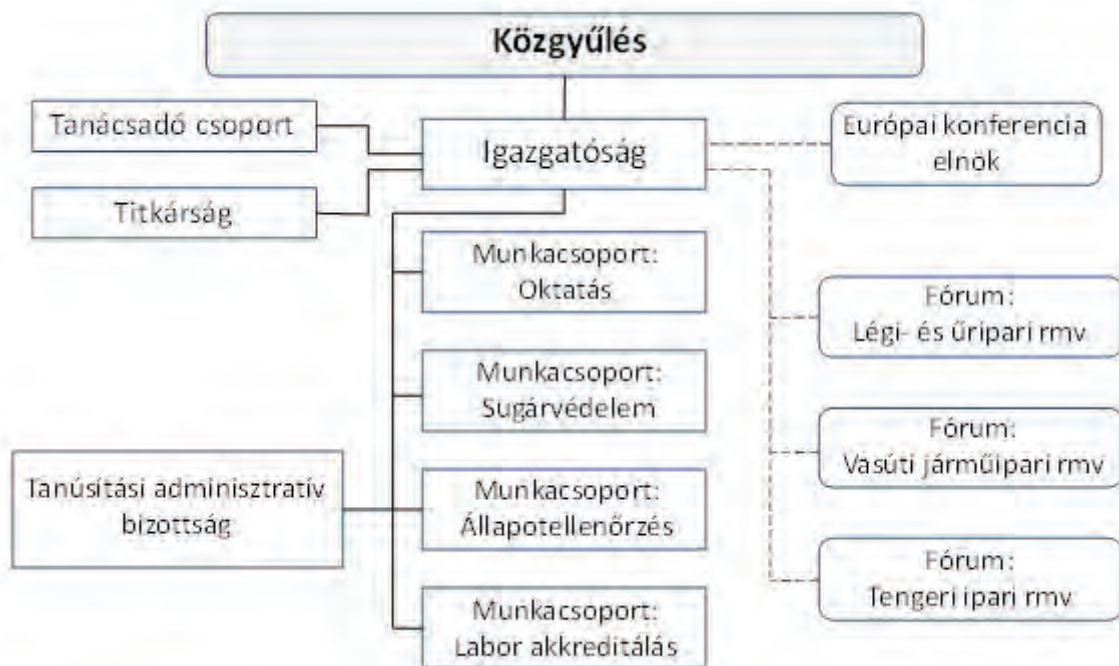 Közgyűlés
Tanácsadó csoport
Titkárság
Igazgatóság
Európai konferencia
elnök
Munkacsoport:
Oktatás
Munkacsoport:
Sugárvédelem
Munkacsoport:
Állapotellenőrzés
Munkacsoport:
Labor akkreditálás
Tanúsítási adminisztratív
bizottság
Fórum:
Légi- és űripari rmv
Fórum:
Vasúti járműipari rmv
Fórum:
Tengeri ipari rmv